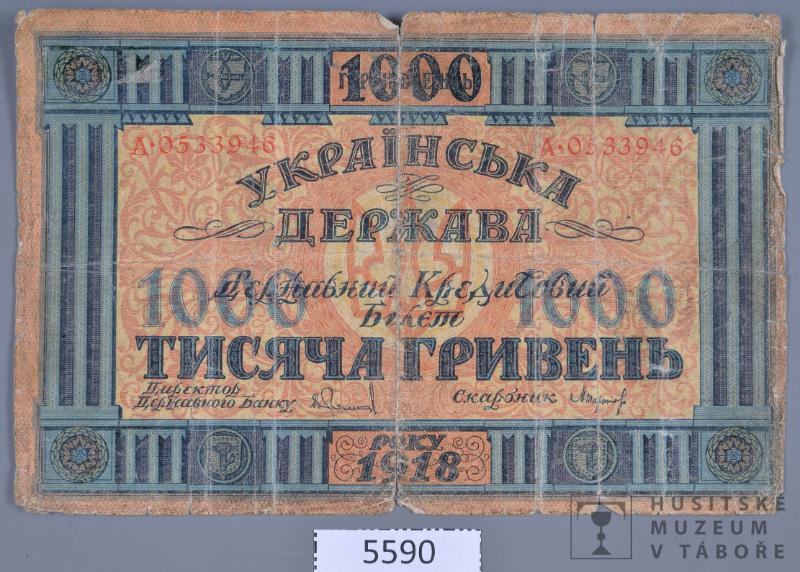 1000
ГРИВЕНЬ
А·0533946 А·0533946
УКРАЇНСЬКА
ДЕРЖАВА
1000 Державний Кредитовий 1000
Білет
ТИСЯЧА ГРИВЕНЬ
Директор
Державного Банку
Скарбник
РОКУ
1918
5590
HUSITSKÉ
MUZEUM
V TÁBOŘE